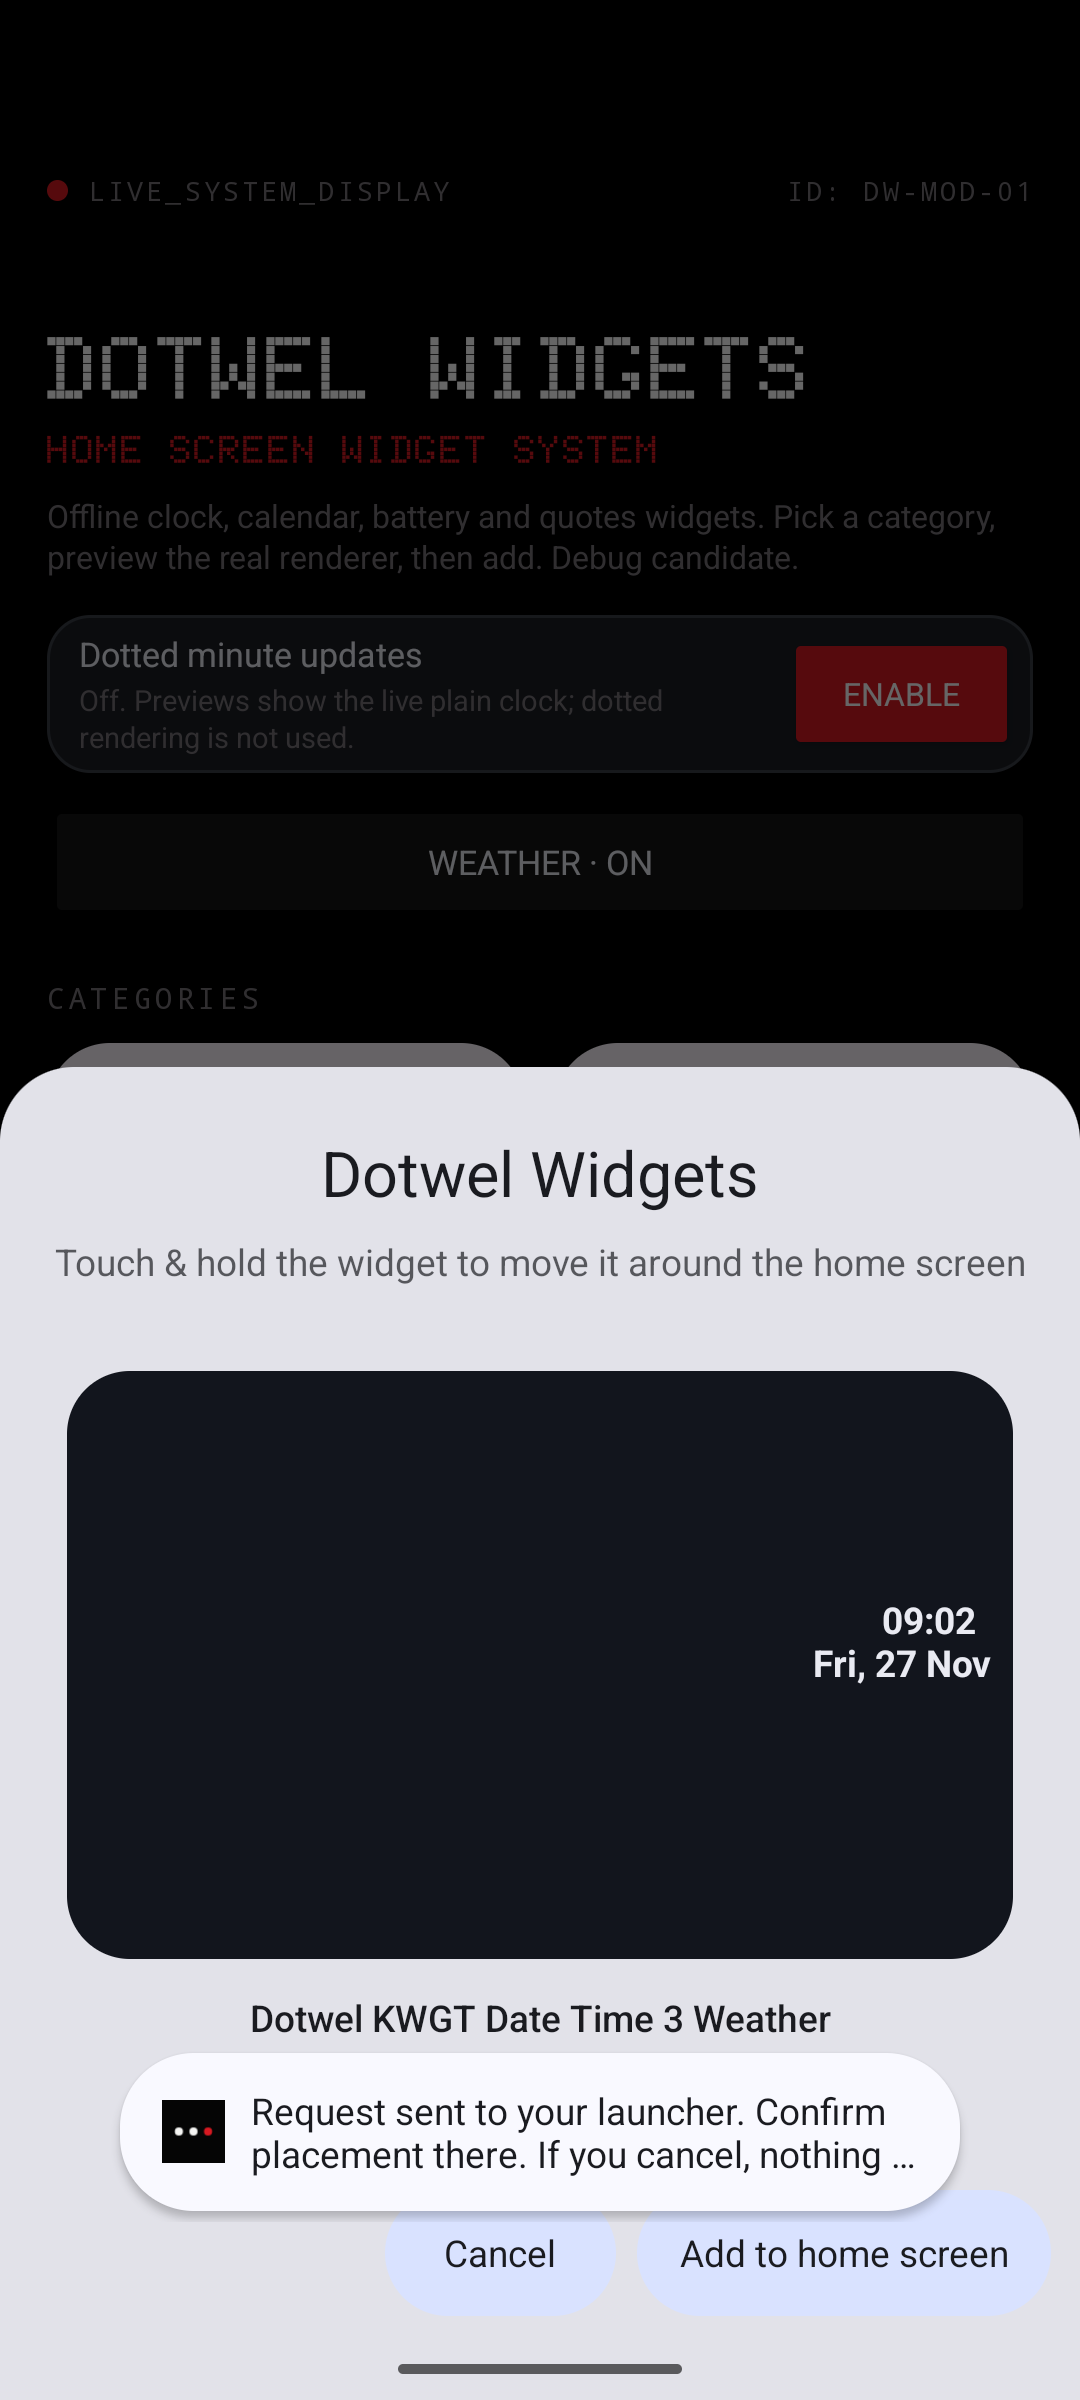 LIVE_SYSTEM_DISPLAY
ID: DW-MOD-01
DOTWEL WIDGETS
HOME SCREEN WIDGET SYSTEM
Offline clock, calendar, battery and quotes widgets. Pick a category,
preview the real renderer, then add. Debug candidate.
Dotted minute updates
Off. Previews show the live plain clock; dotted
rendering is not used.
ENABLE
WEATHER · ON
CATEGORIES
Dotwel Widgets
Touch & hold the widget to move it around the home screen
09:02
Fri, 27 Nov
Dotwel KWGT Date Time 3 Weather
Request sent to your launcher. Confirm
placement there. If you cancel, nothing ...
Cancel
Add to home screen